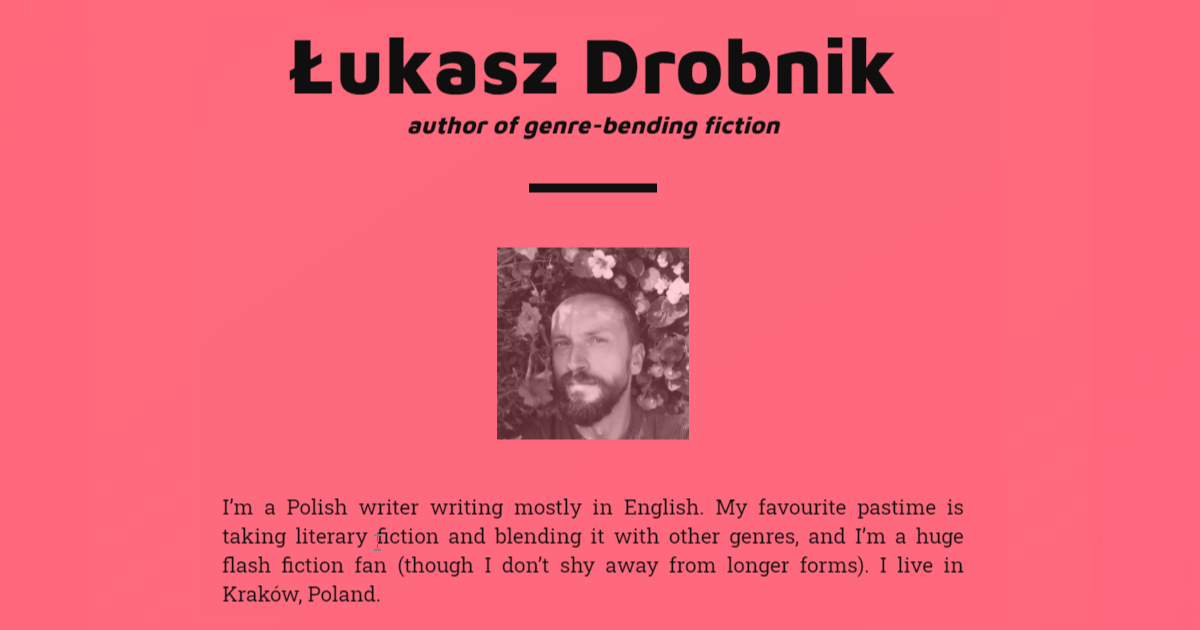 Łukasz Drobnik
author of genre-bending fiction
I’m a Polish writer writing mostly in English. My favourite pastime is
taking literary fiction and blending it with other genres, and I’m a huge
flash fiction fan (though I don’t shy away from longer forms). I live in
Kraków, Poland.